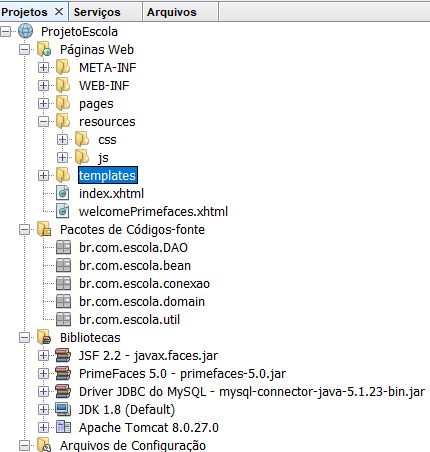 Projetos × Serviços Arquivos
ProjetoEscola
Páginas Web
META-INF
WEB-INF
pages
resources
css
js
templates
index.xhtml
welcomePrimefaces.xhtml
Pacotes de Códigos-fonte
br.com.escola.DAO
br.com.escola.bean
br.com.escola.conexao
br.com.escola.domain
br.com.escola.util
Bibliotecas
JSF 2.2 - javax.faces.jar
PrimeFaces 5.0 - primefaces-5.0.jar
Driver JDBC do MySQL - mysql-connector-java-5.1.23-bin.jar
JDK 1.8 (Default)
Apache Tomcat 8.0.27.0
Arquivos de Configuração